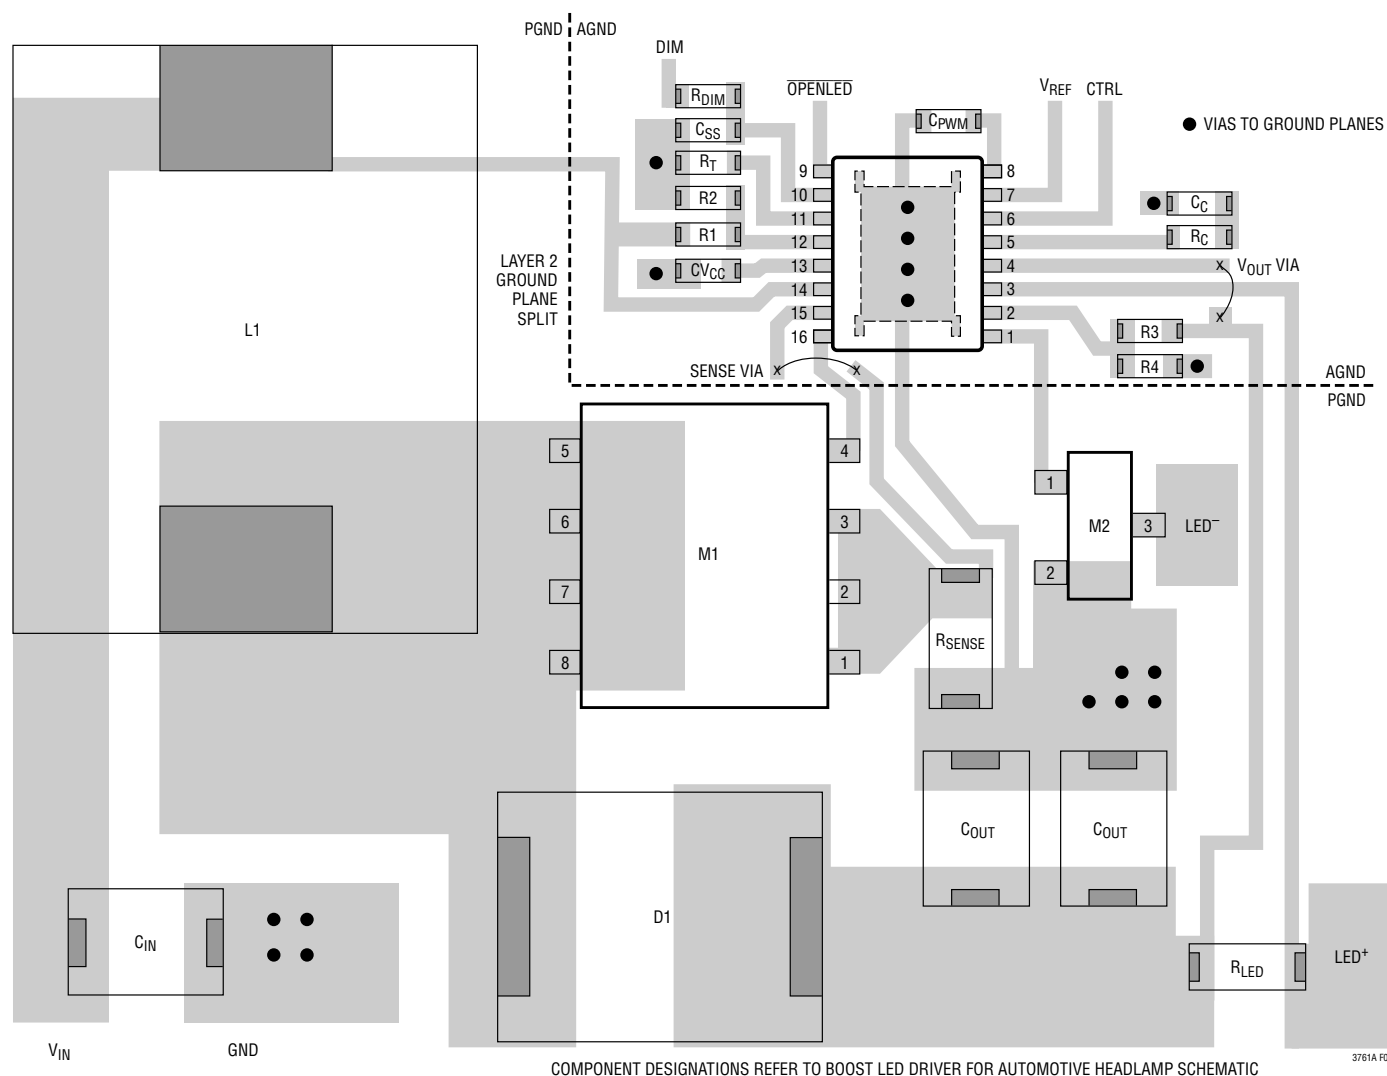 PGND AGND
DIM
OPENLED
VREF CTRL
RDIM
CPWM
VIAS TO GROUND PLANES
CSS
RT
R2
R1
CVCC
9
10
11
12
13
14
15
16
8
7
6
5
4
3
2
1
CC
RC
VOUT VIA
LAYER 2
GROUND
PLANE
SPLIT
L1
x
x
R3
R4
SENSE VIA x
x
AGND
PGND
5
6
7
8
M1
4
3
2
1
1
2
M2
3
LED–
RSENSE
COUT
COUT
D1
CIN
RLED
LED+
VIN
GND
COMPONENT DESIGNATIONS REFER TO BOOST LED DRIVER FOR AUTOMOTIVE HEADLAMP SCHEMATIC
3761A F0